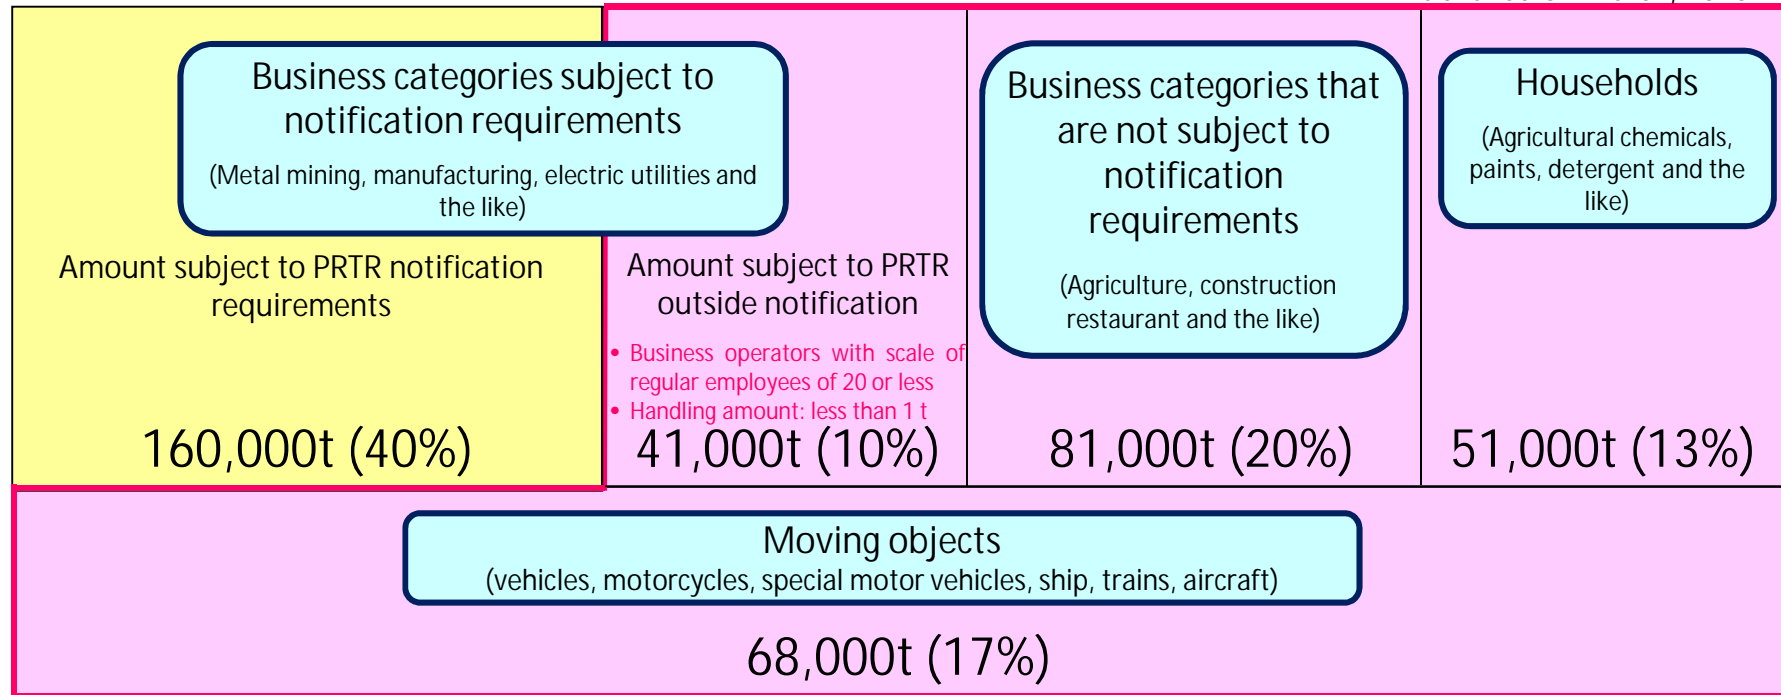 Business categories subject to
notification requirements
(Metal mining, manufacturing, electric utilities and
the like)
Amount subject to PRTR notification
requirements
160,000t (40%)
Amount subject to PRTR
outside notification
• Business operators with scale of
regular employees of 20 or less
• Handling amount: less than 1 t
41,000t (10%)
Business categories that
are not subject to
notification
requirements
(Agriculture, construction
restaurant and the like)
81,000t (20%)
Households
(Agricultural chemicals,
paints, detergent and the
like)
51,000t (13%)
Moving objects
(vehicles, motorcycles, special motor vehicles, ship, trains, aircraft)
68,000t (17%)